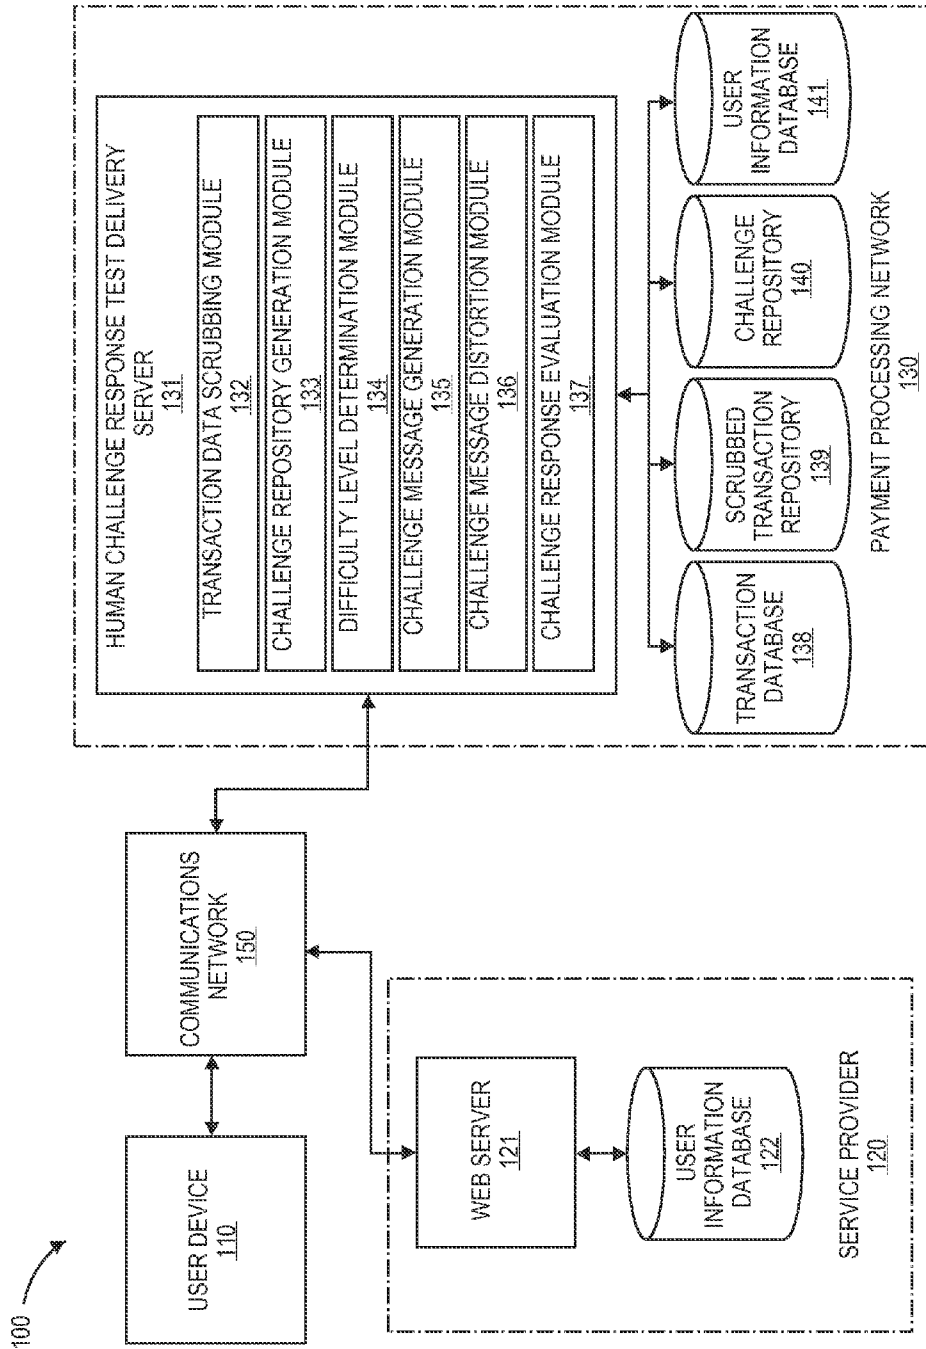 100
USER DEVICE
110
COMMUNICATIONS
NETWORK
150
WEB SERVER
121
USER
INFORMATION
DATABASE
122
SERVICE PROVIDER
120
HUMAN CHALLENGE RESPONSE TEST DELIVERY
SERVER
131
TRANSACTION DATA SCRUBBING MODULE
132
CHALLENGE REPOSITORY GENERATION MODULE
133
DIFFICULTY LEVEL DETERMINATION MODULE
134
CHALLENGE MESSAGE GENERATION MODULE
135
CHALLENGE MESSAGE DISTORTION MODULE
136
CHALLENGE RESPONSE EVALUATION MODULE
137
TRANSACTION
DATABASE
138
SCRUBBED
TRANSACTION
REPOSITORY
139
CHALLENGE
REPOSITORY
140
USER
INFORMATION
DATABASE
141
PAYMENT PROCESSING NETWORK
130